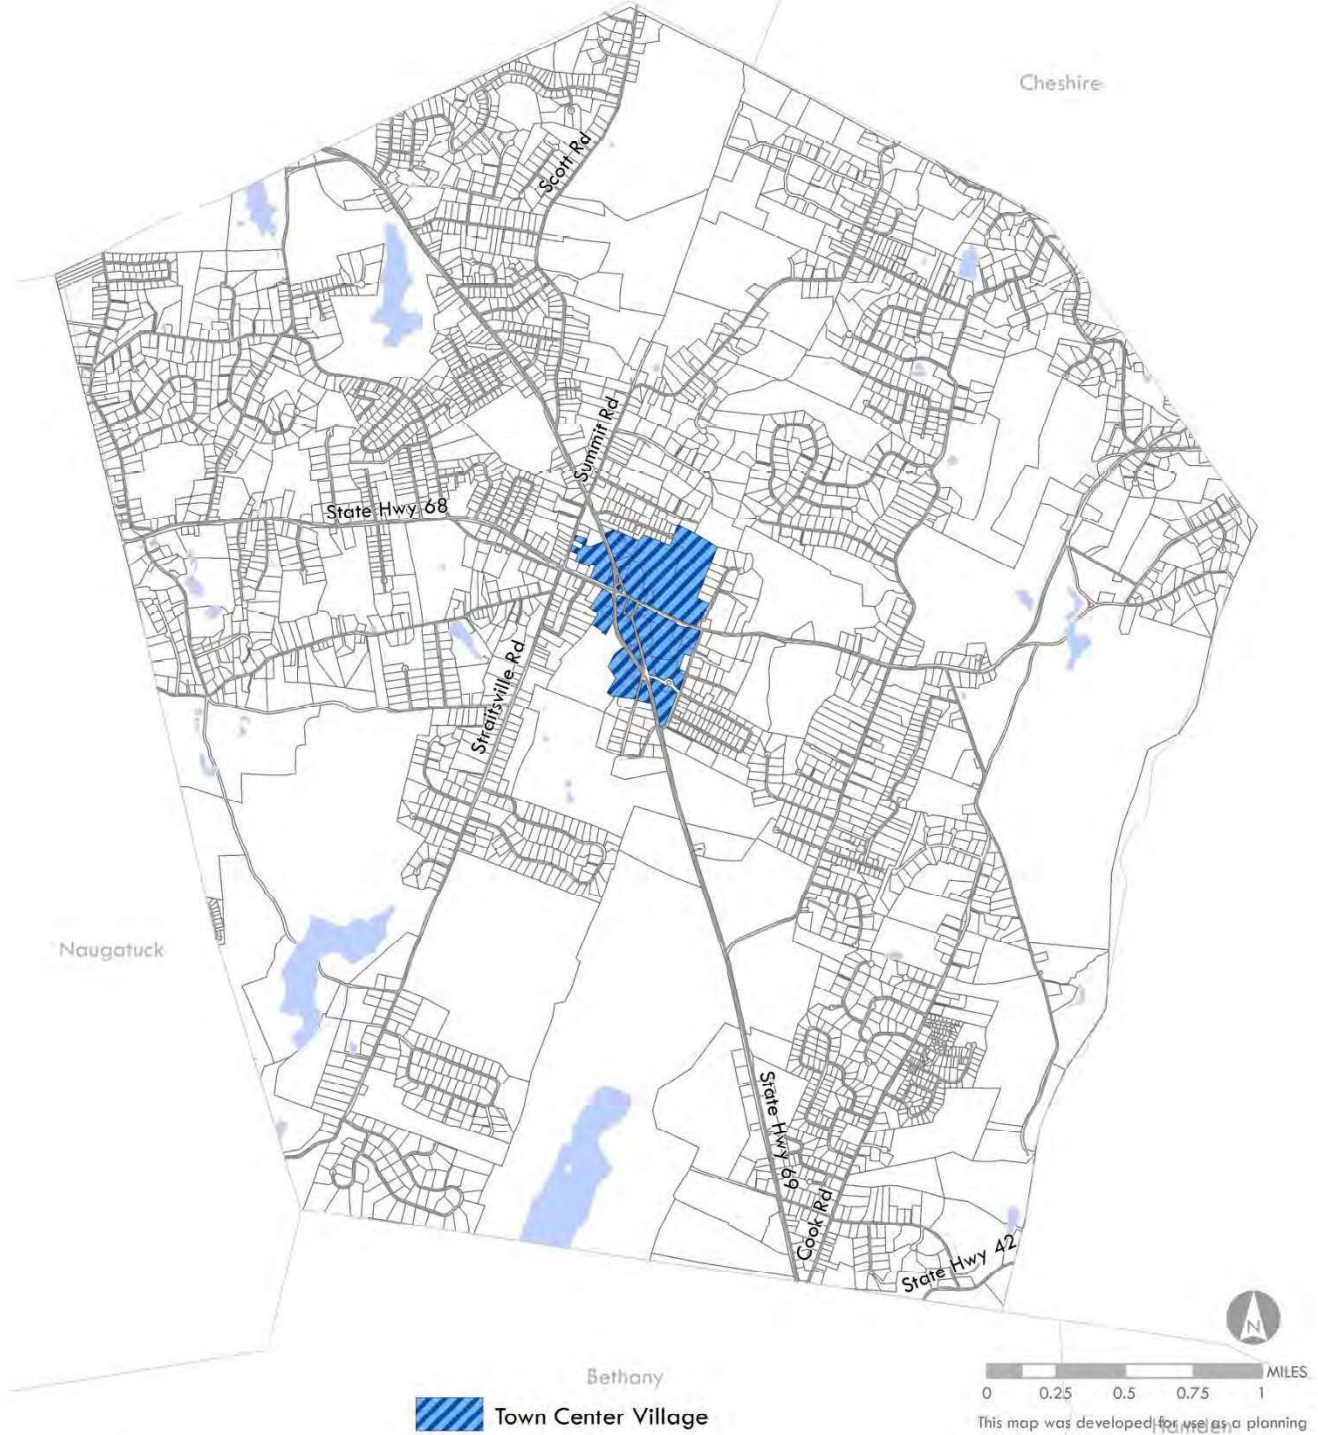 Cheshire
Scott Rd
Summit Rd
State Hwy 68
Straitsville Rd
Naugatuck
State Hwy 69
Cook Rd
State Hwy 42
N
MILES
0 0.25 0.5 0.75 1
Bethany
Town Center Village
This map was developed for use as a planning
Hamden